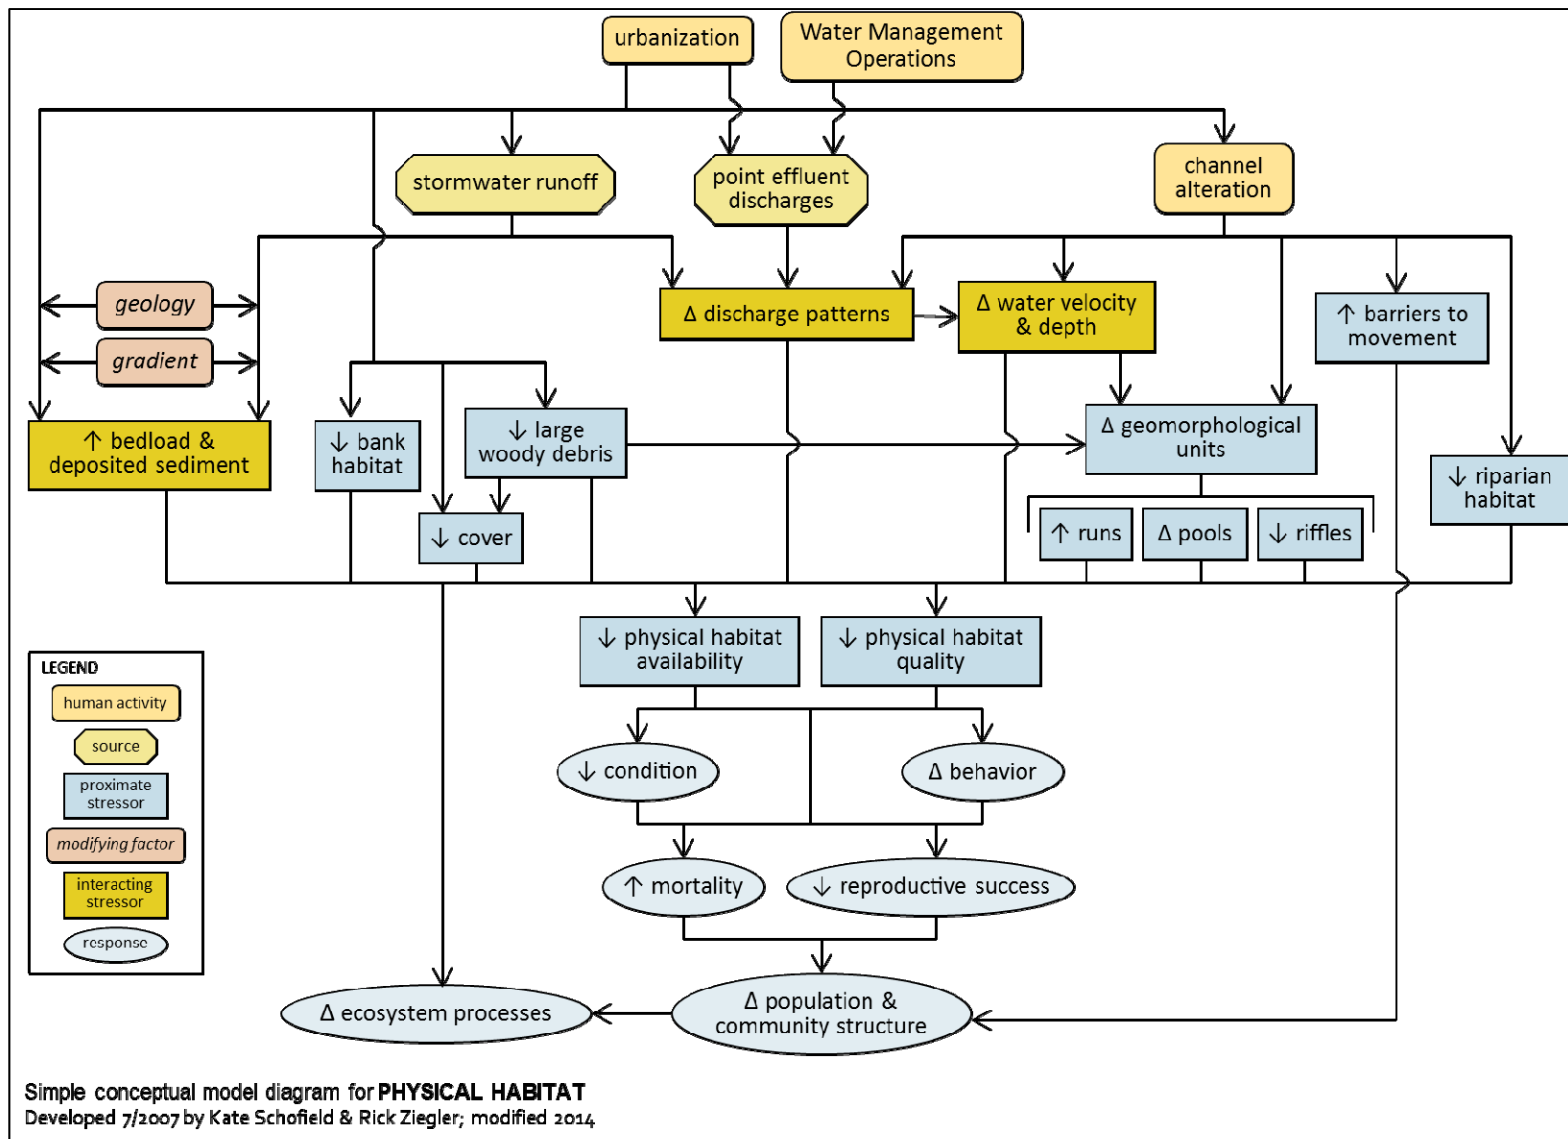 urbanization
Water Management
Operations
stormwater runoff
point effluent
discharges
channel
alteration
geology
gradient
Δ discharge patterns
Δ water velocity
& depth
↑ barriers to
movement
↑ bedload &
deposited sediment
↓ bank
habitat
↓ large
woody debris
Δ geomorphological
units
↓ riparian
habitat
↓ cover
↑ runs
Δ pools
↓ riffles
↓ physical habitat
availability
↓ physical habitat
quality
LEGEND
human activity
source
proximate
stressor
modifying factor
interacting
stressor
response
↓ condition
Δ behavior
↑ mortality
↓ reproductive success
Δ ecosystem processes
Δ population &
community structure
Simple conceptual model diagram for PHYSICAL HABITAT
Developed 7/2007 by Kate Schofield & Rick Ziegler; modified 2014